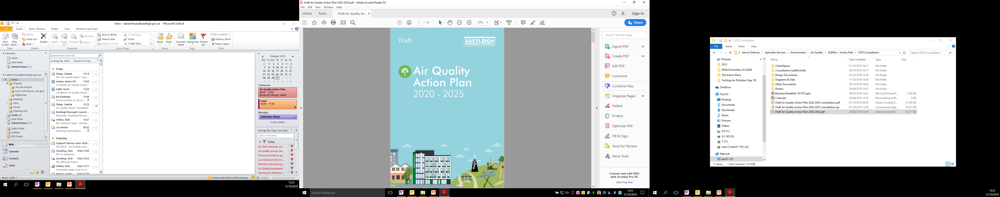 Inbox - Isabel.Hessey@eastleigh.gov.uk - Microsoft Outlook
File Home Send / Receive Folder View McAfee E-mail Scan
New E-mail
New Items
Ignore
Clean Up
Junk
Delete
Reply
Reply All
Forward
Meeting
More
NOx & TEOM
Team E-mail
Reply & Delete
To Manager
Done
Create New
Move
Rules
Unread/ Read
Categorize
Follow Up
Find a Contact
Address Book
Filter E-mail
New Delete Respond Quick Steps Move Tags Find
Favorites
Inbox
Sent Items
Deleted Items (73)
Isabel.Hessey@eastleigh.gov.uk
Inbox
Projects
Airscan Project
Low Cost Sensor sub-gro
MyBurney
Reading
Sites
Social
Starting Info
Drafts [3]
Sent Items
Deleted Items (73)
Junk E-Mail
Outbox
RSS Feeds
Mail
Calendar
Contacts
Tasks
Items: 2,380
Search Inbox (Ctrl+E)
Arrange By: Date Newest on top
Today
Sharp, Camilla 15:16
FW: Air Quality Panel 7 Nov...
Asman, Janice Cllr 14:55
Accepted: Air Quality Worki...
Light, Jason 13:22
Accepted: Air Quality Worki...
My Eastleigh 12:45
Room booked on 18/12/...
Sharp, Camilla 12:23
Air Quality Panel 7 November
Eastleigh Borough Council'...
Reminder- Eastleigh Busine...
Willers, Bret 10:37
RE: Pollution Team - Weekly...
Co-wheels 09:32
Booking confirmation
Yesterday
Support Services cases Wed...
00120025 - Air Quality webs...
Gooding, Giles Wed 15:40
RE: Air pollution
Gooding, Giles Wed 15:23
RE: diffusion tubes
Willers, Bret Wed 15:11
Automatic reply: Local Air Q...
Hessey, Isabel Wed 15:05
October 2019
Mo Tu We Th Fr Sa Su
30 1 2 3 4 5 6
7 8 9 10 11 12 13
14 15 16 17 18 19 20
21 22 23 24 25 26 27
28 29 30 31 1 2 3
4 5 6 7 8 9 10
Tomorrow
Air Quality Action Plan
09:30 - 12:00
Room 40; Hessey, Isabel
Leave
16:00 - 17:30
Monday
Calibration Week
2 more items
Arrange By: Flag: Due Date
Type a new task
Today
Air Alert warnings an...
Air quality annual sta...
Enclosure Detail & ge...
Low Emission Taxi Inc...
Pollution Monitoring ...
Air Quality Equipment
Tackling Air Pollution ...
Online with Microsoft Exchange 100%
15:25
31/10/2019
Draft Air Quality Action Plan 2020-2025.pdf - Adobe Acrobat Reader DC
File Edit View Window Help
Home Tools Draft Air Quality Ac... Sign In
1 / 14 57% Share
Draft
EASTLEIGH
BOROUGH COUNCIL
Air Quality
Action Plan
2020 - 2025
Search 'Rotate Page'
Export PDF
Create PDF
Edit PDF
Comment
Combine Files
Organize Pages
Redact
Protect
Optimize PDF
Fill & Sign
Send for Review
More Tools
Convert and edit PDFs
with Acrobat Pro DC
Start Free Trial
Search Windows
15:25
31/10/2019
2019 Consultation
File Home Share View
« Service Delivery Specialist Services Environment Air Quality AQMAs + Action Plan 2019 Consultation
Search 2019 Consultation
Pictures
2019
EMAQ Essentials of LAQM
Old Action Plans
Tackling Air Pollution (Sep 19)
OneDrive
This PC
Desktop
Documents
Downloads
Music
Pictures
Videos
OS (C:)
G:\ GIS (G:)
T (T:)
users (\\ebc01-101) (U:)
Network
ebc01-101
Name Date modified Type Size
CitizenSpace 01/10/2019 16:57 File folder
Consultation Leaflet Drafts 09/10/2019 16:17 File folder
Design Documents 01/10/2019 15:59 File folder
Diagrams & Data 11/10/2019 14:26 File folder
Other Documents 30/10/2019 16:44 File folder
Photos 28/08/2019 15:47 File folder
Business Breakfast 191107.pptx 04/02/2019 10:23 Microsoft PowerP... 1,284 KB
Costs.xlsx 16/09/2019 12:10 Microsoft Excel W... 9 KB
Draft Air Quality Action Plan 2020-2025 consultation.pdf 01/10/2019 09:39 Adobe Acrobat D... 14,180 KB
Draft Air Quality Action Plan 2020-2025 consultation.zip 01/10/2019 15:45 Compressed (zipp... 14,031 KB
Draft Air Quality Action Plan 2020-2025.pdf 29/08/2019 15:48 Adobe Acrobat D... 14,217 KB
11 items 1 item selected 13.8 MB
15:25
31/10/2019